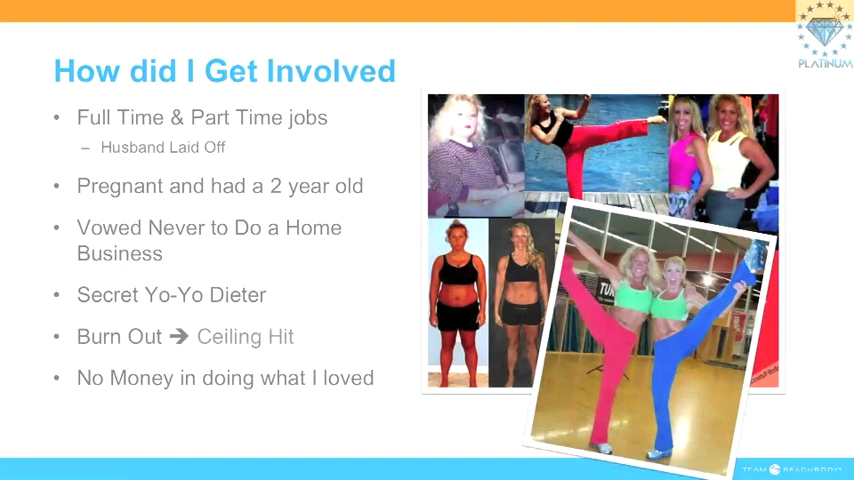 PLATINUM
How did I Get Involved
• Full Time & Part Time jobs
– Husband Laid Off
• Pregnant and had a 2 year old
• Vowed Never to Do a Home
Business
• Secret Yo-Yo Dieter
• Burn Out ➔ Ceiling Hit
• No Money in doing what I loved
TEAM BEACHBODY